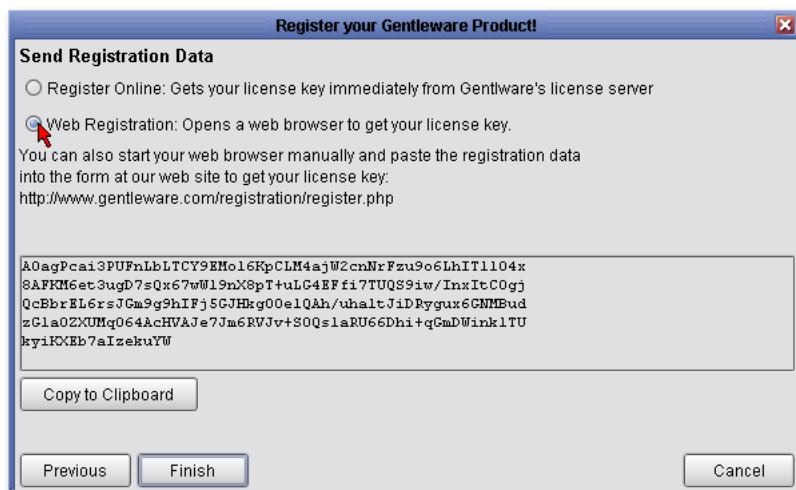 Register your Gentleware Product!
Send Registration Data
Register Online: Gets your license key immediately from Gentlware's license server
Web Registration: Opens a web browser to get your license key.
You can also start your web browser manually and paste the registration data
into the form at our web site to get your license key:
http://www.gentleware.com/registration/register.php
A0agPcai3PUFnLbLTCY9EMol6KpCLM4ajW2cnNrFzu9o6LhITl104x
8AFKM6et3ugD7sQx67wWl9nX8pT+uLG4EFfi7TUQS9iw/InxItC0gj
QcBbrEL6rsJGm9g9hIFj5GJHkg00elQAh/uhaltJiDRygux6GNMBud
zGla0ZXUMq064AcHVAJe7Jm6RVJv+S0QslaRU66Dhi+qGmDWinklTU
kyiKXEb7aIzekuYW
Copy to Clipboard
Previous
Finish
Cancel